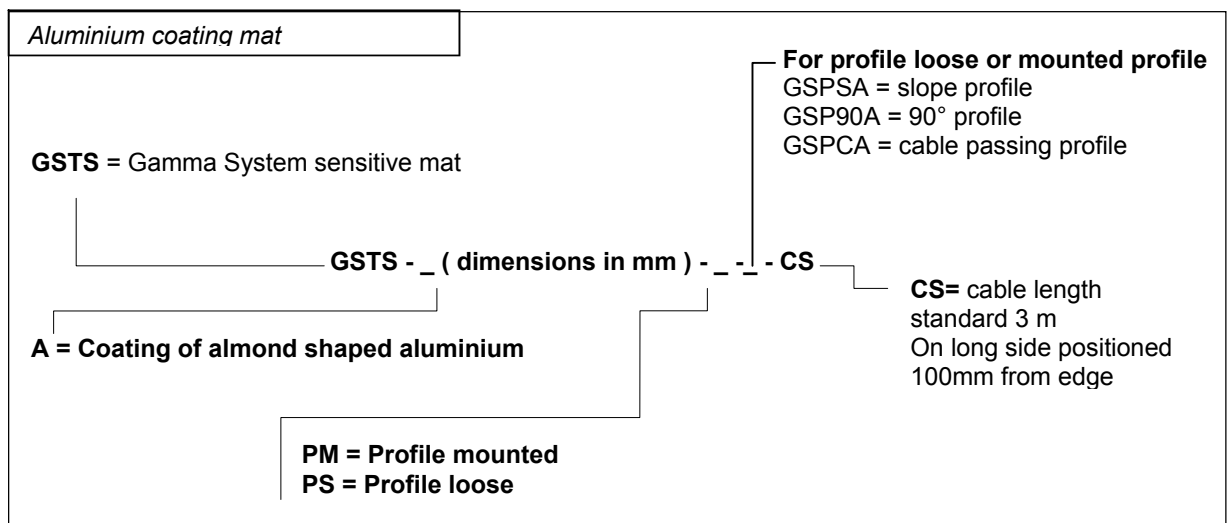 Aluminium coating mat
For profile loose or mounted profile
GSPSA = slope profile
GSP90A = 90° profile
GSPCA = cable passing profile
GSTS = Gamma System sensitive mat
GSTS - _ ( dimensions in mm ) - _ -_ - CS
CS= cable length
standard 3 m
On long side positioned
100mm from edge
A = Coating of almond shaped aluminium
PM = Profile mounted
PS = Profile loose